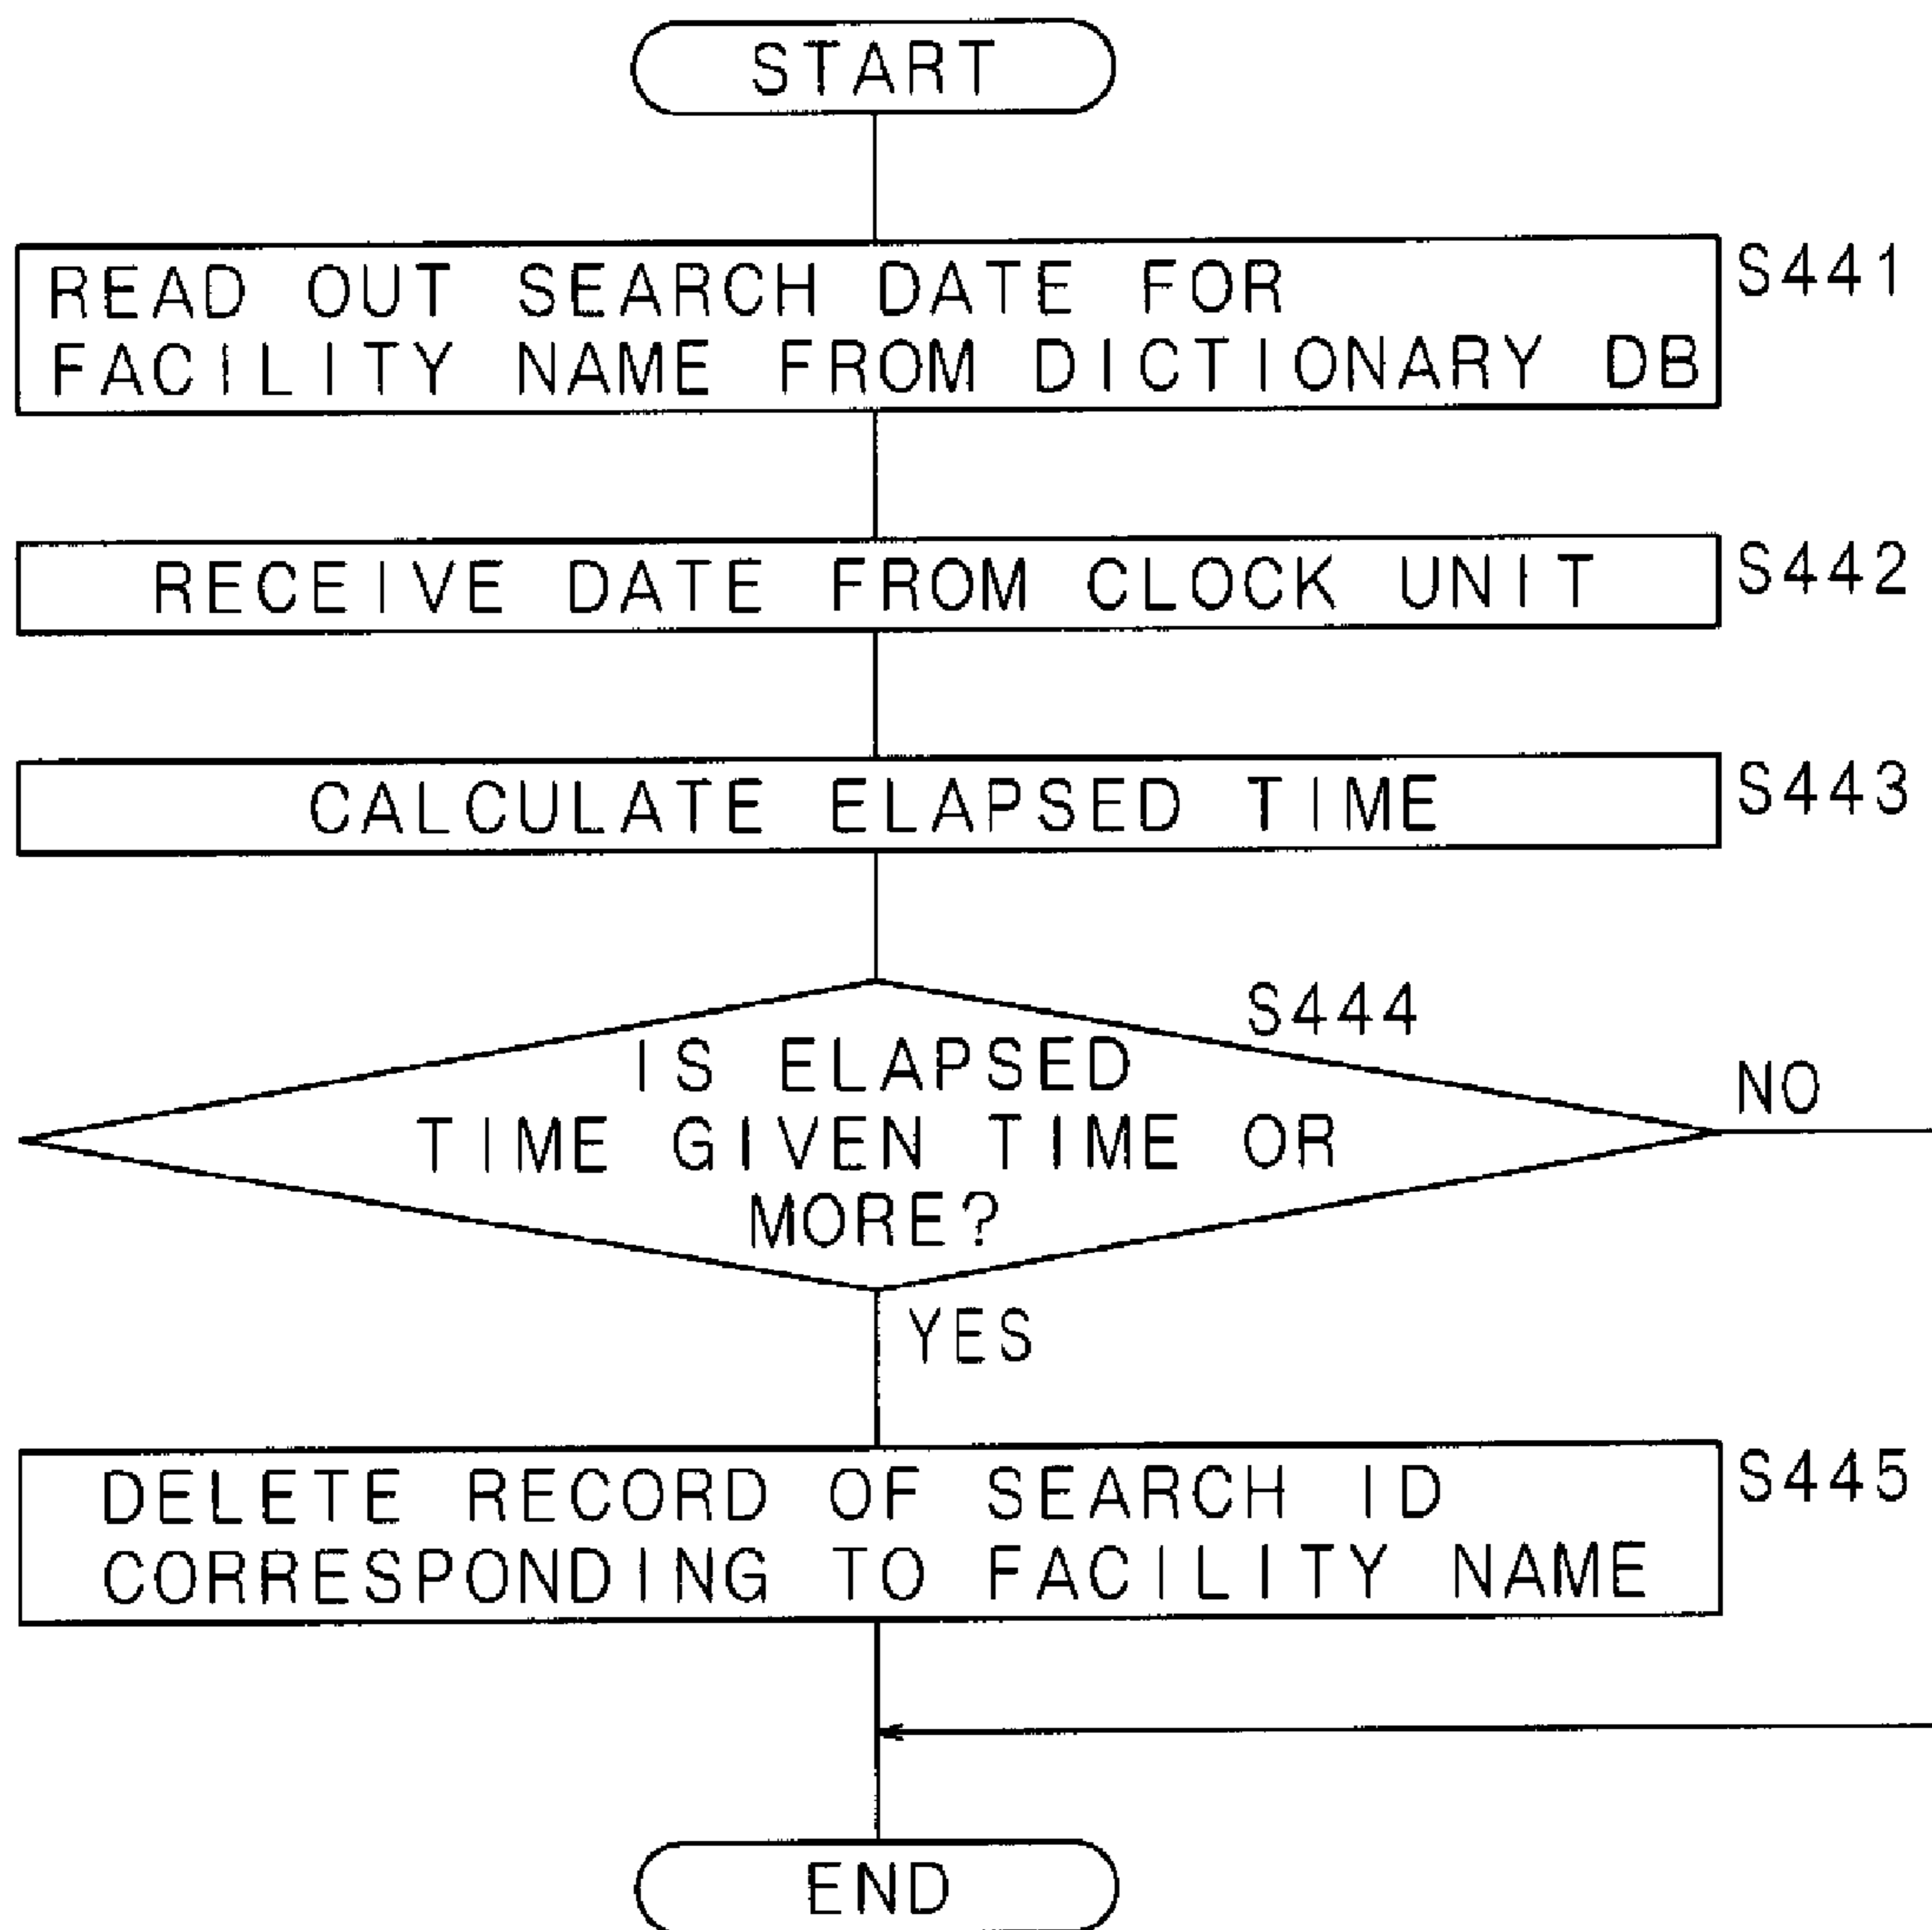 START
READ OUT SEARCH DATE FOR
FACILITY NAME FROM DICTIONARY DB
S441
RECEIVE DATE FROM CLOCK UNIT
S442
CALCULATE ELAPSED TIME
S443
S444
IS ELAPSED
TIME GIVEN TIME OR
MORE?
NO
YES
DELETE RECORD OF SEARCH ID
CORRESPONDING TO FACILITY NAME
S445
END